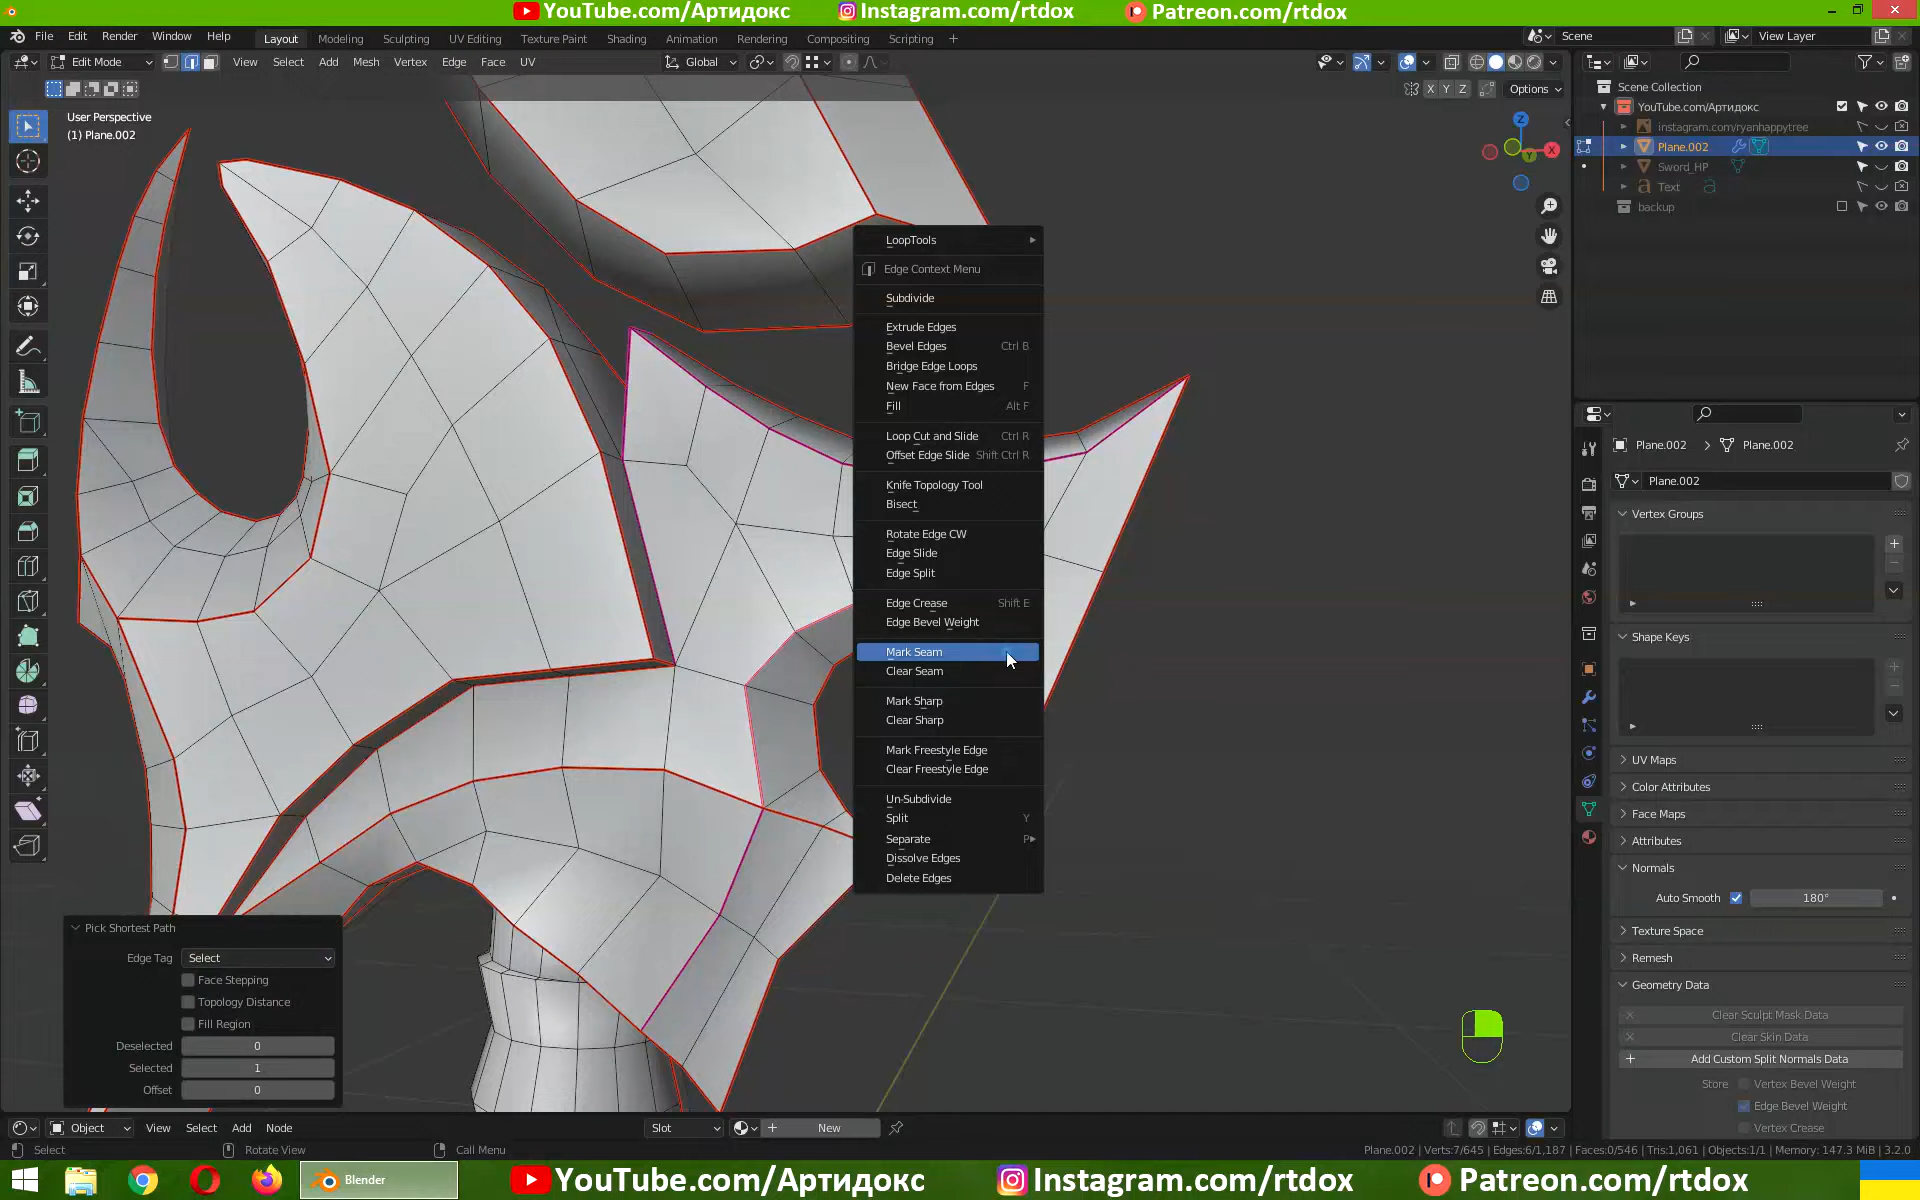 YouTube.com/Артидокс Instagram.com/rtdox Patreon.com/rtdox
File Edit Render Window Help Layout Modeling Sculpting UV Editing Texture Paint Shading Animation Rendering Compositing Scripting + Scene View Layer
Edit Mode View Select Add Mesh Vertex Edge Face UV Global
X Y Z Options
User Perspective
(1) Plane.002
Z
X
Y
Scene Collection
YouTube.com/Артидокс
instagram.com/ryanhappytree
Plane.002
Sword_HP
Text
backup
LoopTools
Edge Context Menu
Subdivide
Extrude Edges
Bevel Edges Ctrl B
Bridge Edge Loops
New Face from Edges F
Fill Alt F
Loop Cut and Slide Ctrl R
Offset Edge Slide Shift Ctrl R
Knife Topology Tool
Bisect
Rotate Edge CW
Edge Slide
Edge Split
Edge Crease Shift E
Edge Bevel Weight
Mark Seam
Clear Seam
Mark Sharp
Clear Sharp
Mark Freestyle Edge
Clear Freestyle Edge
Un-Subdivide
Split Y
Separate P
Dissolve Edges
Delete Edges
Plane.002 Plane.002
Plane.002
Vertex Groups
Shape Keys
UV Maps
Color Attributes
Face Maps
Attributes
Normals
Auto Smooth 180°
Texture Space
Remesh
Geometry Data
Clear Sculpt Mask Data
Clear Skin Data
Add Custom Split Normals Data
Store Vertex Bevel Weight
Edge Bevel Weight
Vertex Crease
Pick Shortest Path
Edge Tag Select
Face Stepping
Topology Distance
Fill Region
Deselected 0
Selected 1
Offset 0
Object View Select Add Node Slot New
Select Rotate View Call Menu Plane.002 | Verts:7/645 | Edges:6/1,187 | Faces:0/546 | Tris:1,061 | Objects:1/1 | Memory: 147.3 MiB | 3.2.0
Blender YouTube.com/Артидокс Instagram.com/rtdox Patreon.com/rtdox